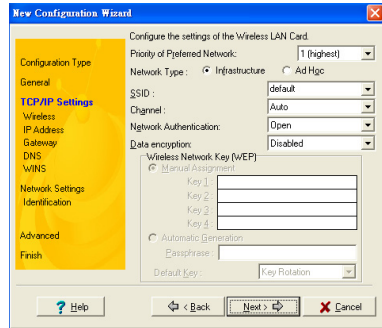 New Configuration Wizard
Configuration Type
General
TCP/IP Settings
Wireless
IP Address
Gateway
DNS
WINS
Network Settings
Identification
Advanced
Finish
Configure the settings of the Wireless LAN Card.
Priority of Preferred Network: 1 (highest)
Network Type : Infrastructure Ad Hoc
SSID : default
Channel : Auto
Network Authentication: Open
Data encryption: Disabled
Wireless Network Key (WEP)
Manual Assignment
Key 1 :
Key 2 :
Key 3 :
Key 4 :
Automatic Generation
Passphrase :
Default Key : Key Rotation
? Help < Back Next > X Cancel